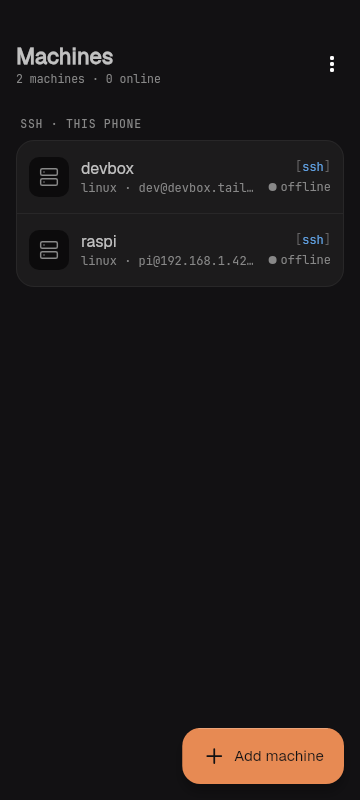 Machines
2 machines · 0 online
SSH · THIS PHONE
devbox
[ssh]
linux · dev@devbox.tail…
offline
raspi
[ssh]
linux · pi@192.168.1.42…
offline
Add machine